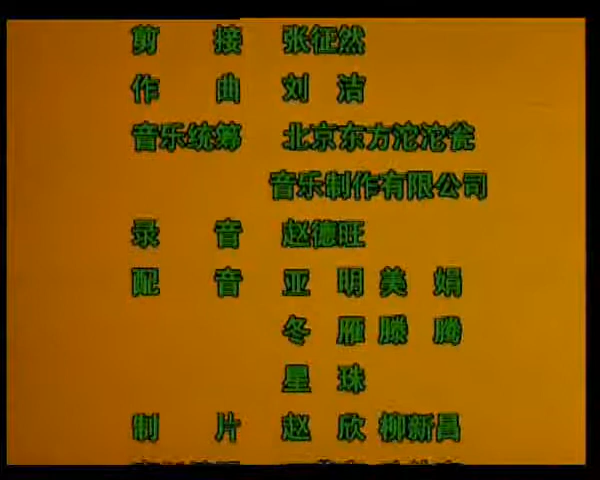 剪 接 张征然
作 曲 刘 洁
音乐统筹 北京东方沱沱瓮
音乐制作有限公司
录 音 赵德旺
配 音 亚 明 美 娟
冬 雁 滕 腾
星 珠
制 片 赵 欣 柳新昌